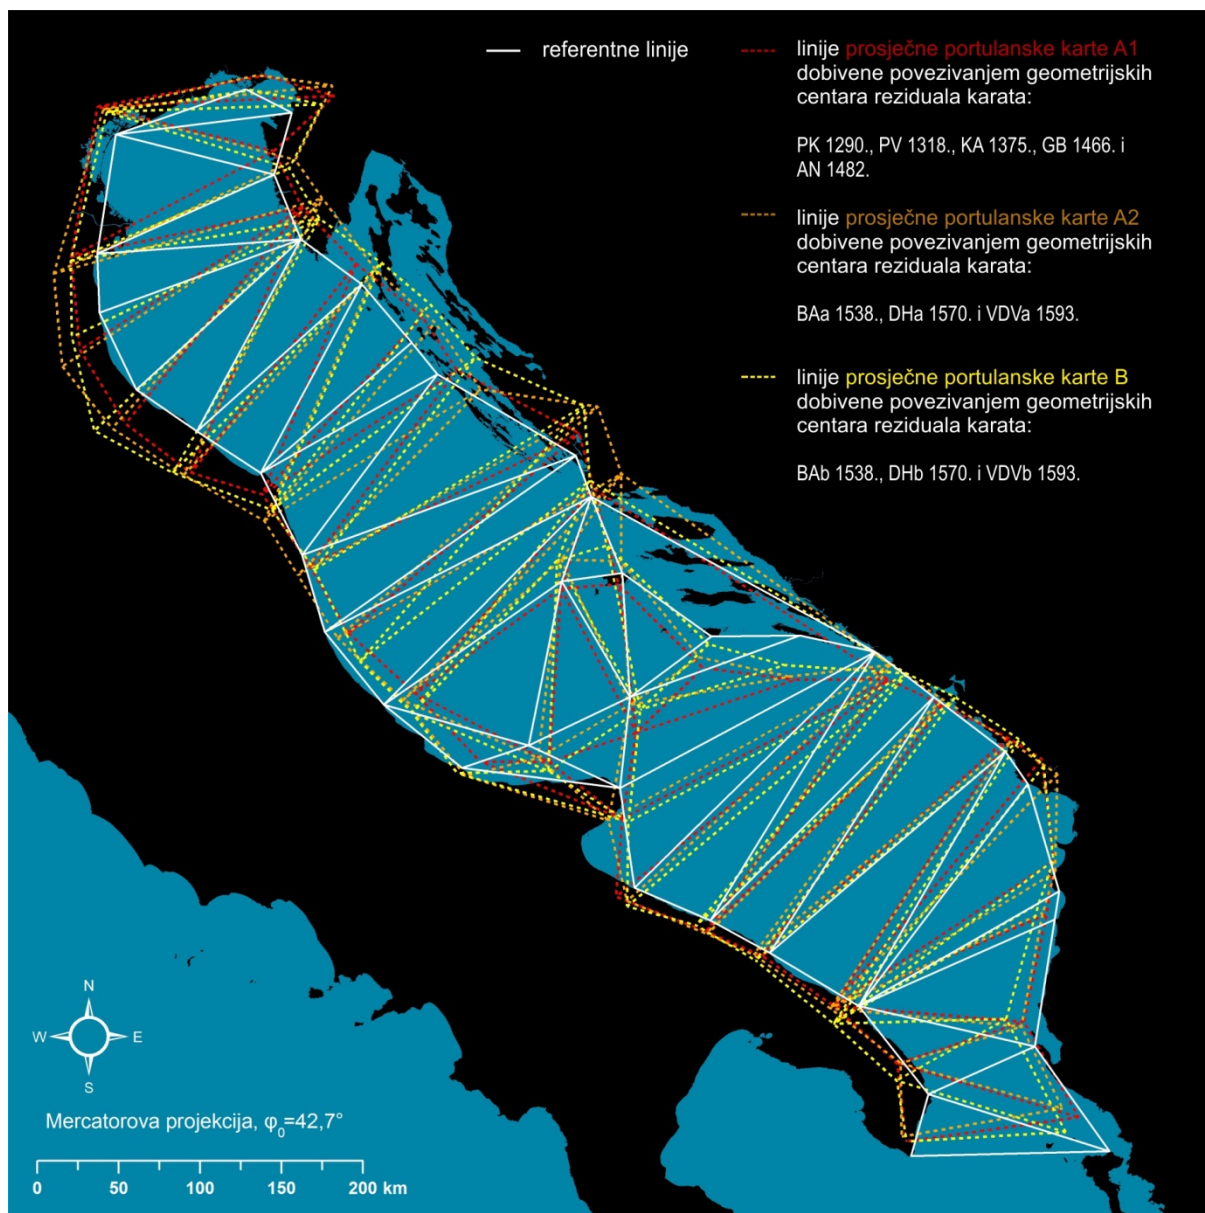 referentne linije
linije prosječne portulanske karte A1
dobivene povezivanjem geometrijskih
centara reziduala karata:
PK 1290., PV 1318., KA 1375., GB 1466. i
AN 1482.
linije prosječne portulanske karte A2
dobivene povezivanjem geometrijskih
centara reziduala karata:
BAa 1538., DHa 1570. i VDVa 1593.
linije prosječne portulanske karte B
dobivene povezivanjem geometrijskih
centara reziduala karata:
BAb 1538., DHb 1570. i VDVb 1593.
N
W E
S
Mercatorova projekcija, φ₀=42,7°
0 50 100 150 200 km